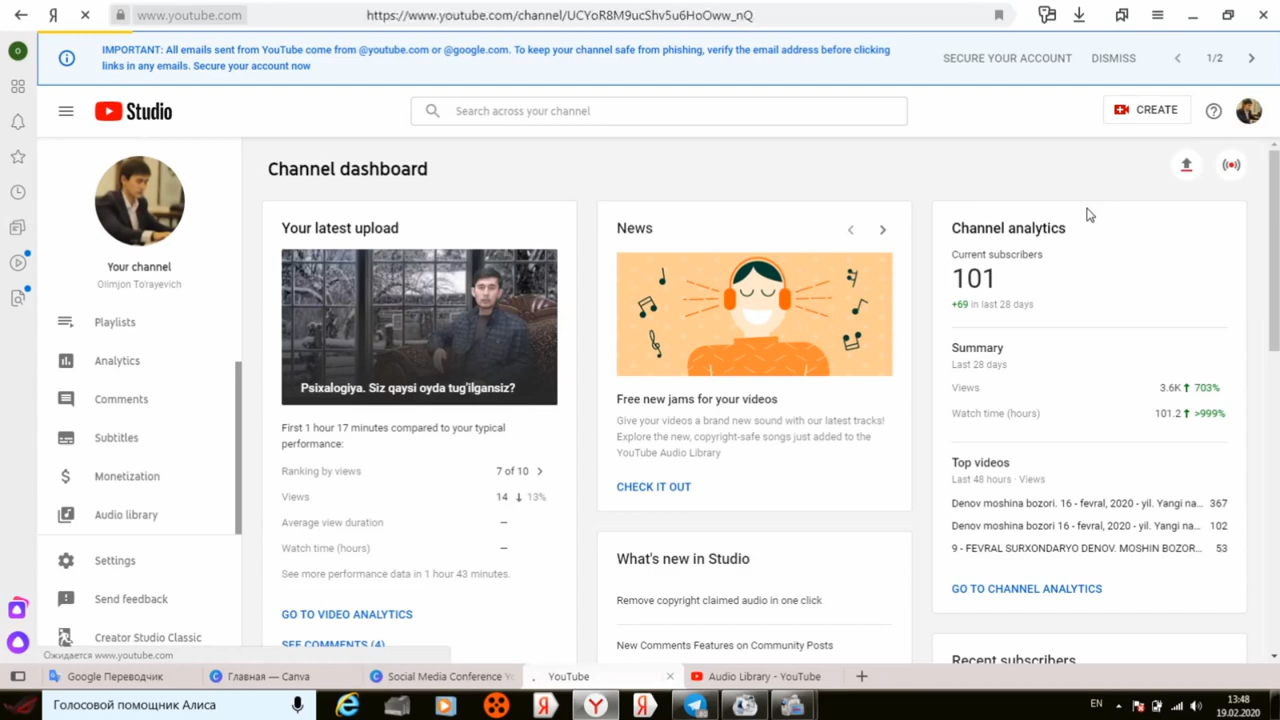 Я
www.youtube.com
https://www.youtube.com/channel/UCYoR8M9ucShv5u6HoOww_nQ
IMPORTANT: All emails sent from YouTube come from @youtube.com or @google.com. To keep your channel safe from phishing, verify the email address before clicking
links in any emails. Secure your account now
SECURE YOUR ACCOUNT
DISMISS
1/2
Studio
Search across your channel
CREATE
Your channel
Olimjon To'rayevich
Playlists
Analytics
Comments
Subtitles
Monetization
Audio library
Settings
Send feedback
Creator Studio Classic
Channel dashboard
Your latest upload
Psixalogiya. Siz qaysi oyda tug'ilgansiz?
First 1 hour 17 minutes compared to your typical
performance:
Ranking by views 7 of 10
Views 14 13%
Average view duration –
Watch time (hours) –
See more performance data in 1 hour 43 minutes.
GO TO VIDEO ANALYTICS
SEE COMMENTS (4)
News
Free new jams for your videos
Give your videos a brand new sound with our latest tracks!
Explore the new, copyright-safe songs just added to the
YouTube Audio Library
CHECK IT OUT
What's new in Studio
Remove copyright claimed audio in one click
New Comments Features on Community Posts
Channel analytics
Current subscribers
101
+69 in last 28 days
Summary
Last 28 days
Views 3.6K 703%
Watch time (hours) 101.2 >999%
Top videos
Last 48 hours · Views
Denov moshina bozori. 16 - fevral, 2020 - yil. Yangi na... 367
Denov moshina bozori 16 - fevral, 2020 - yil. Yangi na... 102
9 - FEVRAL SURXONDARYO DENOV. MOSHIN BOZOR... 53
GO TO CHANNEL ANALYTICS
Recent subscribers
Ожидается www.youtube.com
Google Переводчик
Главная — Canva
Social Media Conference Yo
YouTube
Audio Library - YouTube
Голосовой помощник Алиса
EN
13:48
19.02.2020